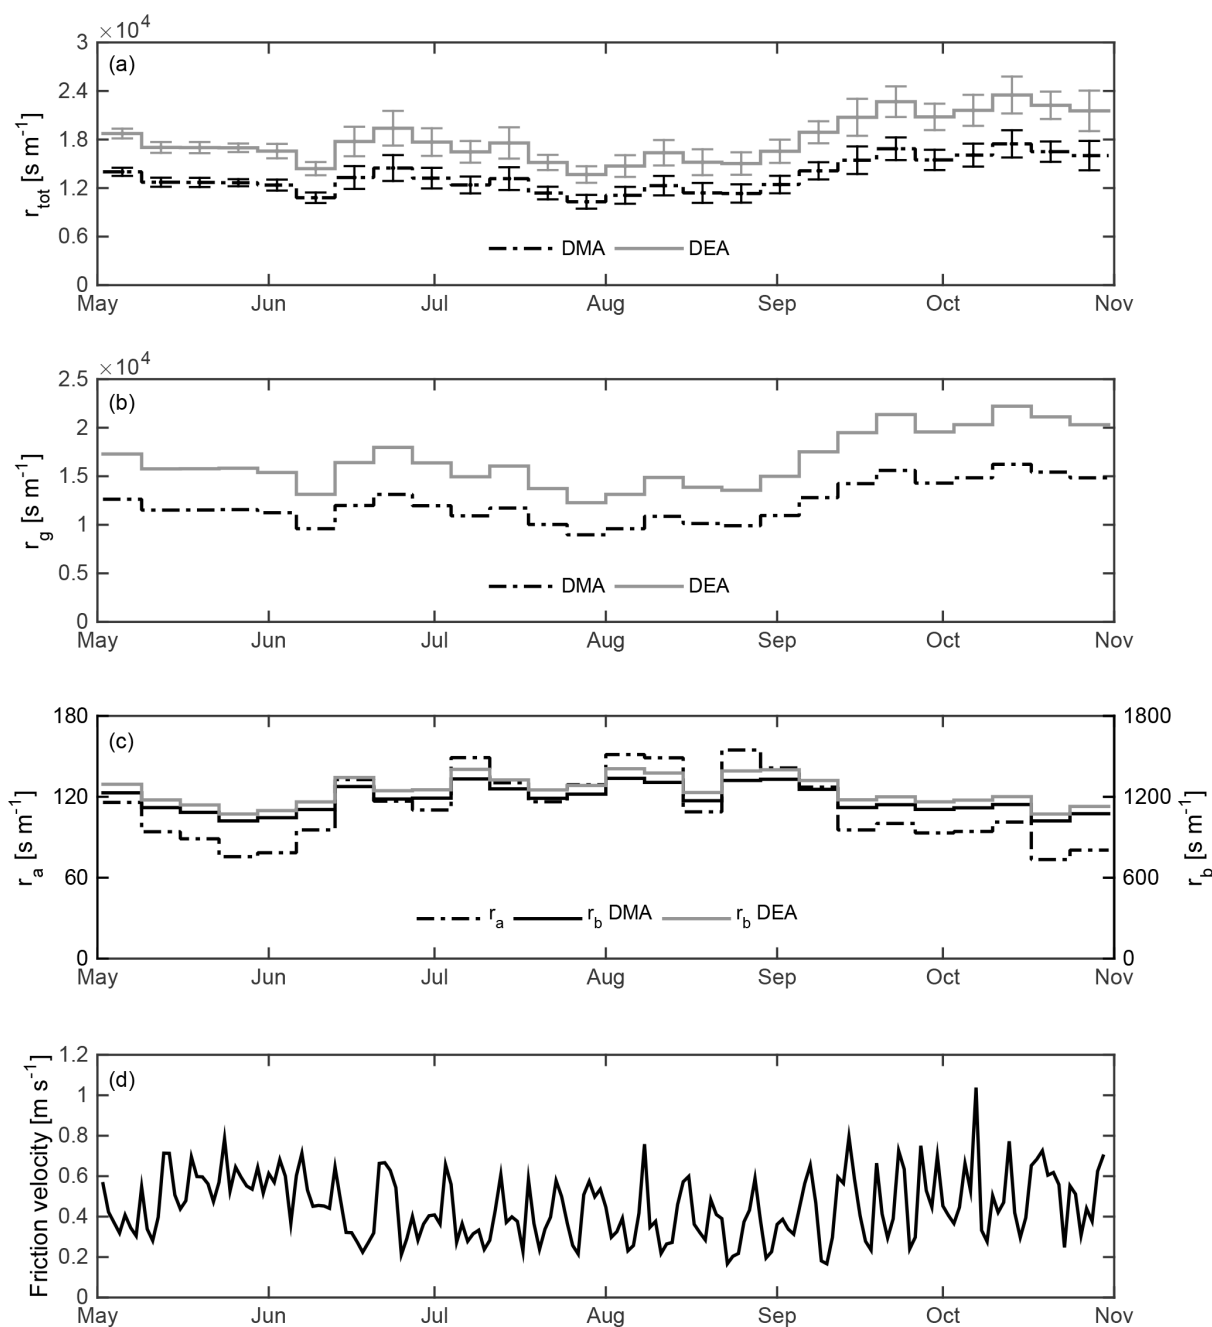 ×10⁴
(a)
3
2.4
1.8
1.2
0.6
0
r_tot [s m⁻¹]
DMA DEA
May Jun Jul Aug Sep Oct Nov
×10⁴
(b)
2.5
2
1.5
1
0.5
0
r_g [s m⁻¹]
DMA DEA
May Jun Jul Aug Sep Oct Nov
(c)
180 1800
120 1200
60 600
0 0
r_a [s m⁻¹]
r_b [s m⁻¹]
r_a r_b DMA r_b DEA
May Jun Jul Aug Sep Oct Nov
(d)
1.2
1
0.8
0.6
0.4
0.2
0
Friction velocity [m s⁻¹]
May Jun Jul Aug Sep Oct Nov